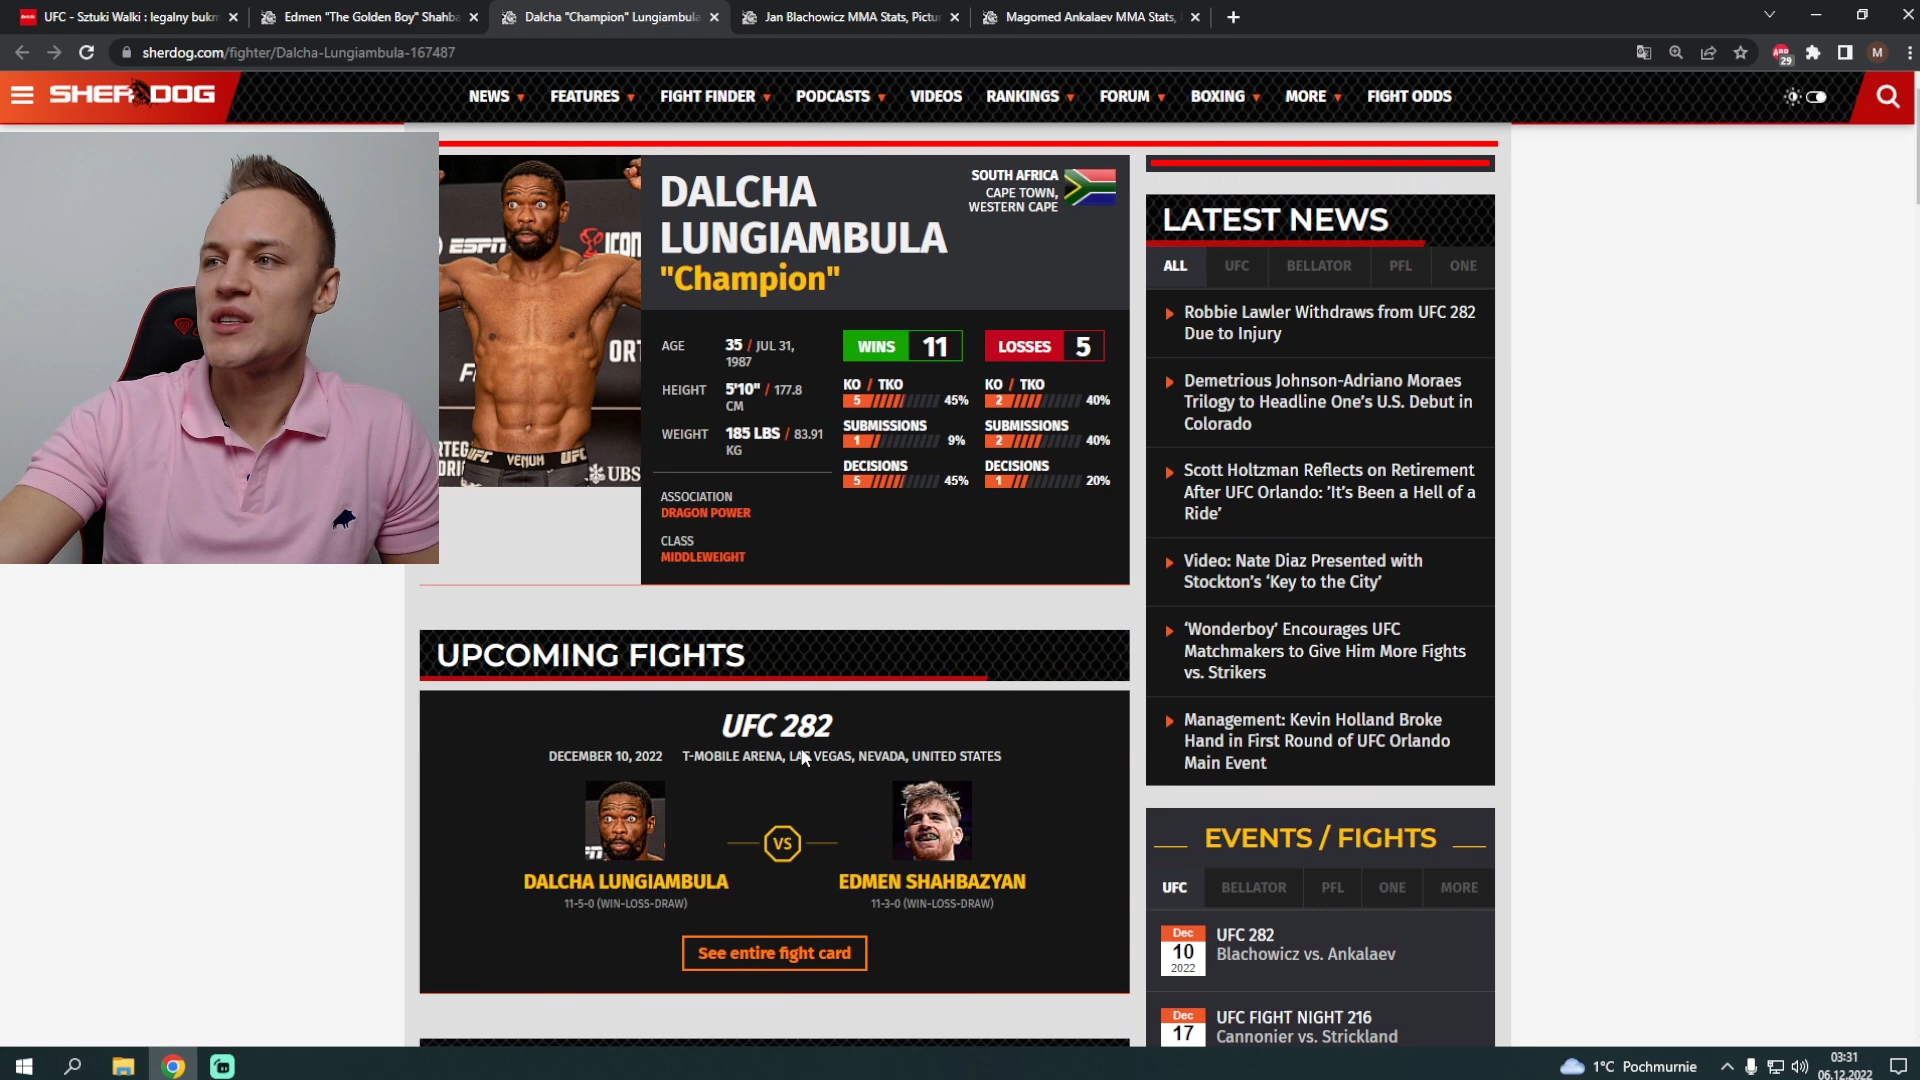 UFC - Sztuki Walki : legalny bukm
Edmen "The Golden Boy" Shahba
Dalcha "Champion" Lungiambula
Jan Blachowicz MMA Stats, Pictu
Magomed Ankalaev MMA Stats,
sherdog.com/fighter/Dalcha-Lungiambula-167487
29
M
SHERDOG
NEWS
FEATURES
FIGHT FINDER
PODCASTS
VIDEOS
RANKINGS
FORUM
BOXING
MORE
FIGHT ODDS
DALCHA
LUNGIAMBULA
"Champion"
SOUTH AFRICA
CAPE TOWN,
WESTERN CAPE
AGE 35 / JUL 31,
1987
HEIGHT 5'10" / 177.8
CM
WEIGHT 185 LBS / 83.91
KG
ASSOCIATION
DRAGON POWER
CLASS
MIDDLEWEIGHT
WINS 11
KO / TKO
5 45%
SUBMISSIONS
1 9%
DECISIONS
5 45%
LOSSES 5
KO / TKO
2 40%
SUBMISSIONS
2 40%
DECISIONS
1 20%
ESPN
ICON
ORT
UFC VENUM UFC
UBS
UPCOMING FIGHTS
UFC 282
DECEMBER 10, 2022 T-MOBILE ARENA, LAS VEGAS, NEVADA, UNITED STATES
VS
DALCHA LUNGIAMBULA
11-5-0 (WIN-LOSS-DRAW)
EDMEN SHAHBAZYAN
11-3-0 (WIN-LOSS-DRAW)
See entire fight card
LATEST NEWS
ALL UFC BELLATOR PFL ONE
Robbie Lawler Withdraws from UFC 282
Due to Injury
Demetrious Johnson-Adriano Moraes
Trilogy to Headline One's U.S. Debut in
Colorado
Scott Holtzman Reflects on Retirement
After UFC Orlando: 'It's Been a Hell of a
Ride'
Video: Nate Diaz Presented with
Stockton's ‘Key to the City’
‘Wonderboy’ Encourages UFC
Matchmakers to Give Him More Fights
vs. Strikers
Management: Kevin Holland Broke
Hand in First Round of UFC Orlando
Main Event
EVENTS / FIGHTS
UFC BELLATOR PFL ONE MORE
Dec
10
2022
UFC 282
Blachowicz vs. Ankalaev
Dec
17
UFC FIGHT NIGHT 216
Cannonier vs. Strickland
1°C Pochmurnie
03:31
06.12.2022